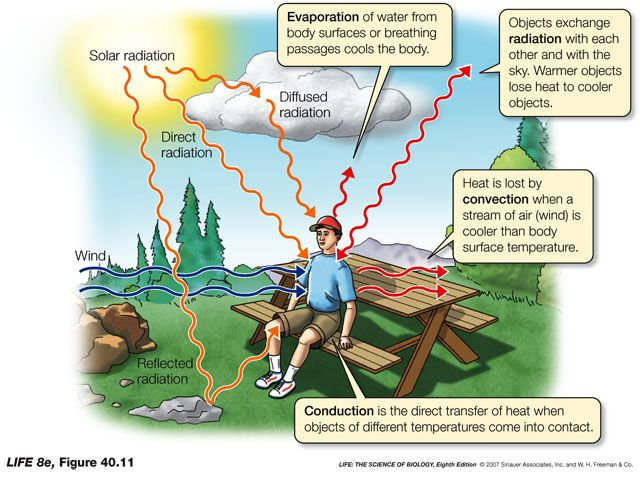 Evaporation of water from
body surfaces or breathing
passages cools the body.
Objects exchange
radiation with each
other and with the
sky. Warmer objects
lose heat to cooler
objects.
Solar radiation
Diffused
radiation
Direct
radiation
Heat is lost by
convection when a
stream of air (wind) is
cooler than body
surface temperature.
Wind
Reflected
radiation
Conduction is the direct transfer of heat when
objects of different temperatures come into contact.
LIFE 8e, Figure 40.11
LIFE: THE SCIENCE OF BIOLOGY, Eighth Edition © 2007 Sinauer Associates, Inc. and W. H. Freeman & Co.